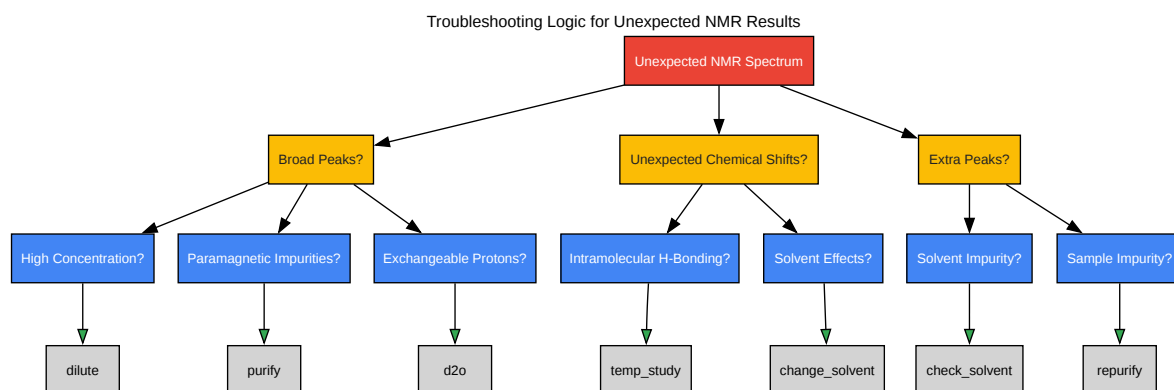 Troubleshooting Logic for Unexpected NMR Results
Unexpected NMR Spectrum
Broad Peaks?
Unexpected Chemical Shifts?
Extra Peaks?
High Concentration?
Paramagnetic Impurities?
Exchangeable Protons?
Intramolecular H-Bonding?
Solvent Effects?
Solvent Impurity?
Sample Impurity?
dilute
purify
d2o
temp_study
change_solvent
check_solvent
repurify